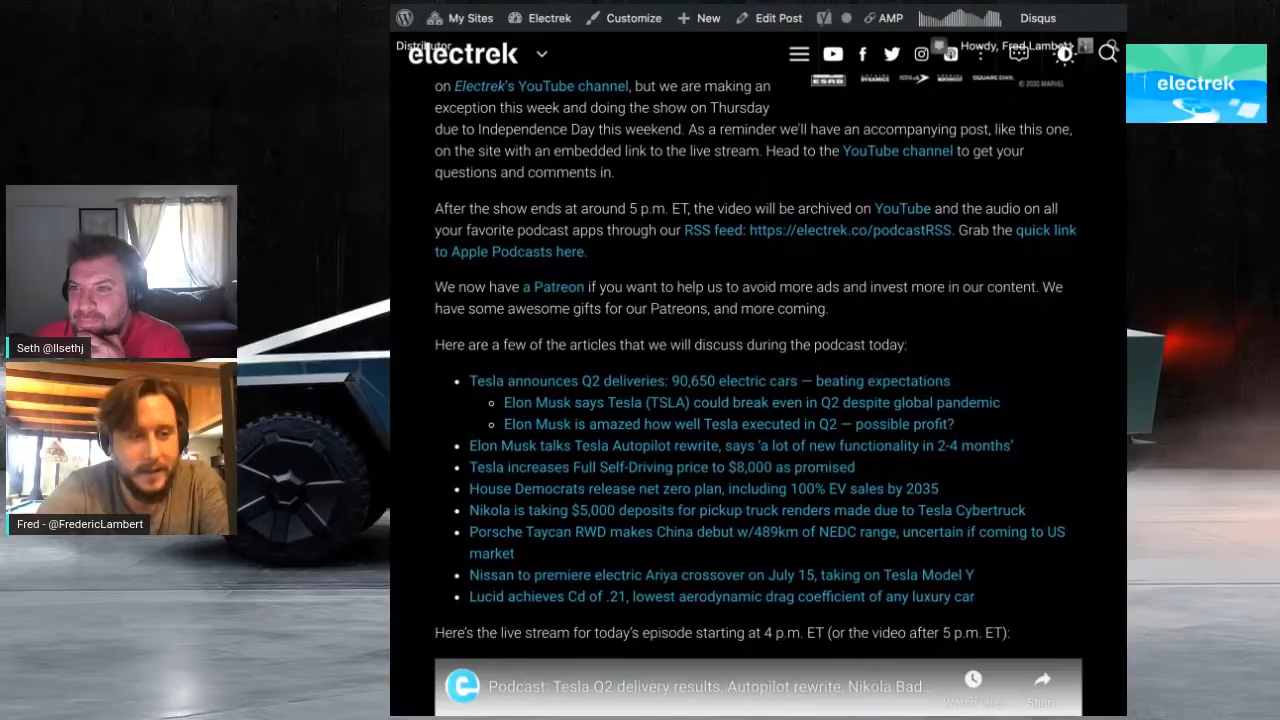 My Sites Electrek Customize New Edit Post AMP Disqus
Distributor
Howdy, Fred Lambert
electrek
electrek
ESRB SQUARE ENIX © 2020 MARVEL
on Electrek's YouTube channel, but we are making an
exception this week and doing the show on Thursday
due to Independence Day this weekend. As a reminder we'll have an accompanying post, like this one,
on the site with an embedded link to the live stream. Head to the YouTube channel to get your
questions and comments in.
After the show ends at around 5 p.m. ET, the video will be archived on YouTube and the audio on all
your favorite podcast apps through our RSS feed: https://electrek.co/podcastRSS. Grab the quick link
to Apple Podcasts here.
We now have a Patreon if you want to help us to avoid more ads and invest more in our content. We
have some awesome gifts for our Patreons, and more coming.
Seth @llsethj
Here are a few of the articles that we will discuss during the podcast today:
Tesla announces Q2 deliveries: 90,650 electric cars — beating expectations
Elon Musk says Tesla (TSLA) could break even in Q2 despite global pandemic
Elon Musk is amazed how well Tesla executed in Q2 — possible profit?
Elon Musk talks Tesla Autopilot rewrite, says 'a lot of new functionality in 2-4 months'
Tesla increases Full Self-Driving price to $8,000 as promised
House Democrats release net zero plan, including 100% EV sales by 2035
Nikola is taking $5,000 deposits for pickup truck renders made due to Tesla Cybertruck
Fred - @FredericLambert
Porsche Taycan RWD makes China debut w/489km of NEDC range, uncertain if coming to US
market
Nissan to premiere electric Ariya crossover on July 15, taking on Tesla Model Y
Lucid achieves Cd of .21, lowest aerodynamic drag coefficient of any luxury car
Here's the live stream for today's episode starting at 4 p.m. ET (or the video after 5 p.m. ET):
Podcast: Tesla Q2 delivery results, Autopilot rewrite, Nikola Bad...
Watch later Share